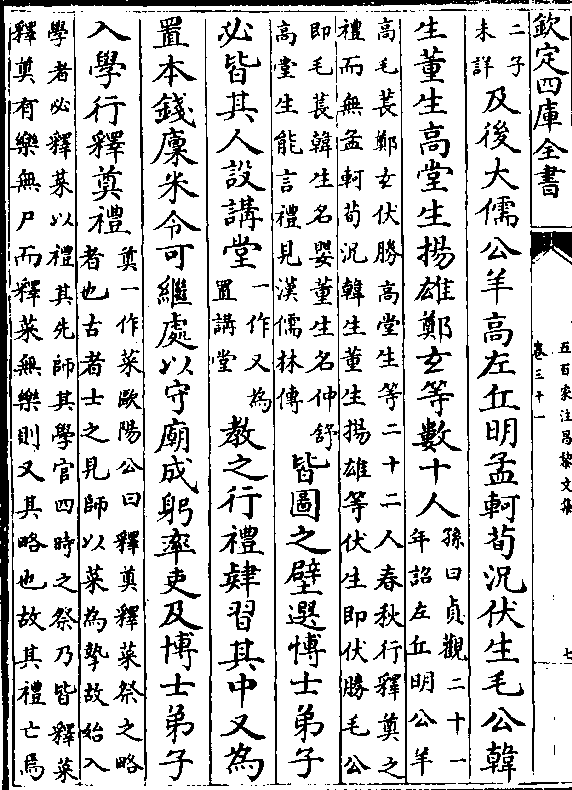 欽定四庫全書
五百家注昌黎文集
卷三十一
七
二子
未詳
及後大儒公羊高左丘明孟軻荀況伏生毛公韓
生董生高堂生揚雄鄭玄等數十人
孫曰貞觀二十一
年詔左丘明公羊
高毛萇鄭玄伏勝高堂生等二十二人春秋行釋奠之
禮而無孟軻荀況韓生董生揚雄等伏生即伏勝毛公
即毛萇韓生名嬰董生名仲舒
高堂生能言禮見漢儒林傳
皆圖之壁選博士弟子
必皆其人設講堂
一作又為
置講堂
教之行禮肄習其中又為
置本錢廩米令可繼處以守廟成躬率吏及博士弟子
入學行釋奠禮
奠一作菜歐陽公曰釋奠釋菜祭之略
者也古者士之見師以菜為摯故始入
學者必釋菜以禮其先師其學官四時之祭乃皆釋菜
釋奠有樂無尸而釋菜無樂則又其略也故其禮亡焉